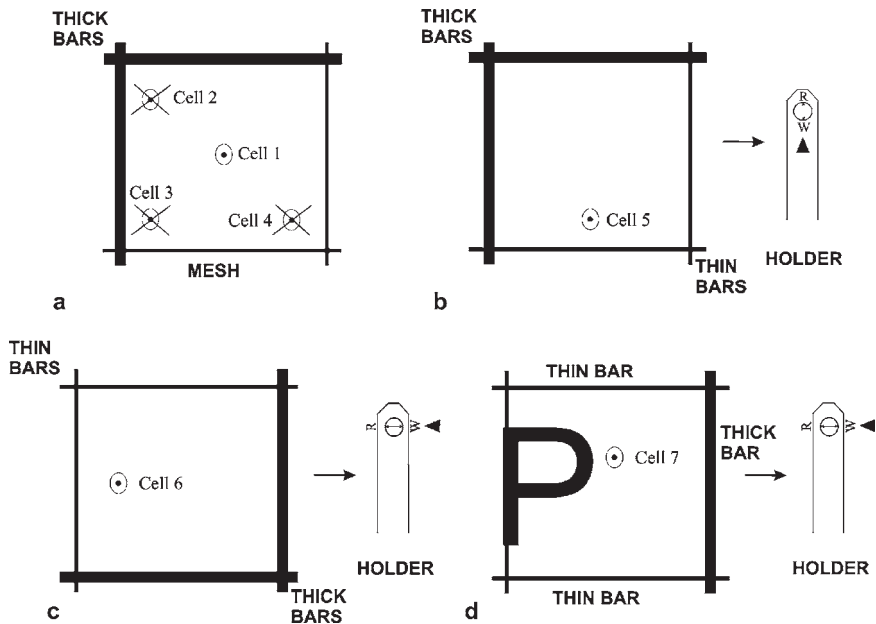 THICK
BARS
Cell 2
Cell 1
Cell 3
Cell 4
MESH
a
THICK
BARS
Cell 5
THIN
BARS
R
W
HOLDER
b
THIN
BARS
Cell 6
THICK
BARS
R
W
HOLDER
c
THIN BAR
P
Cell 7
THICK
BAR
THIN BAR
R
W
HOLDER
d